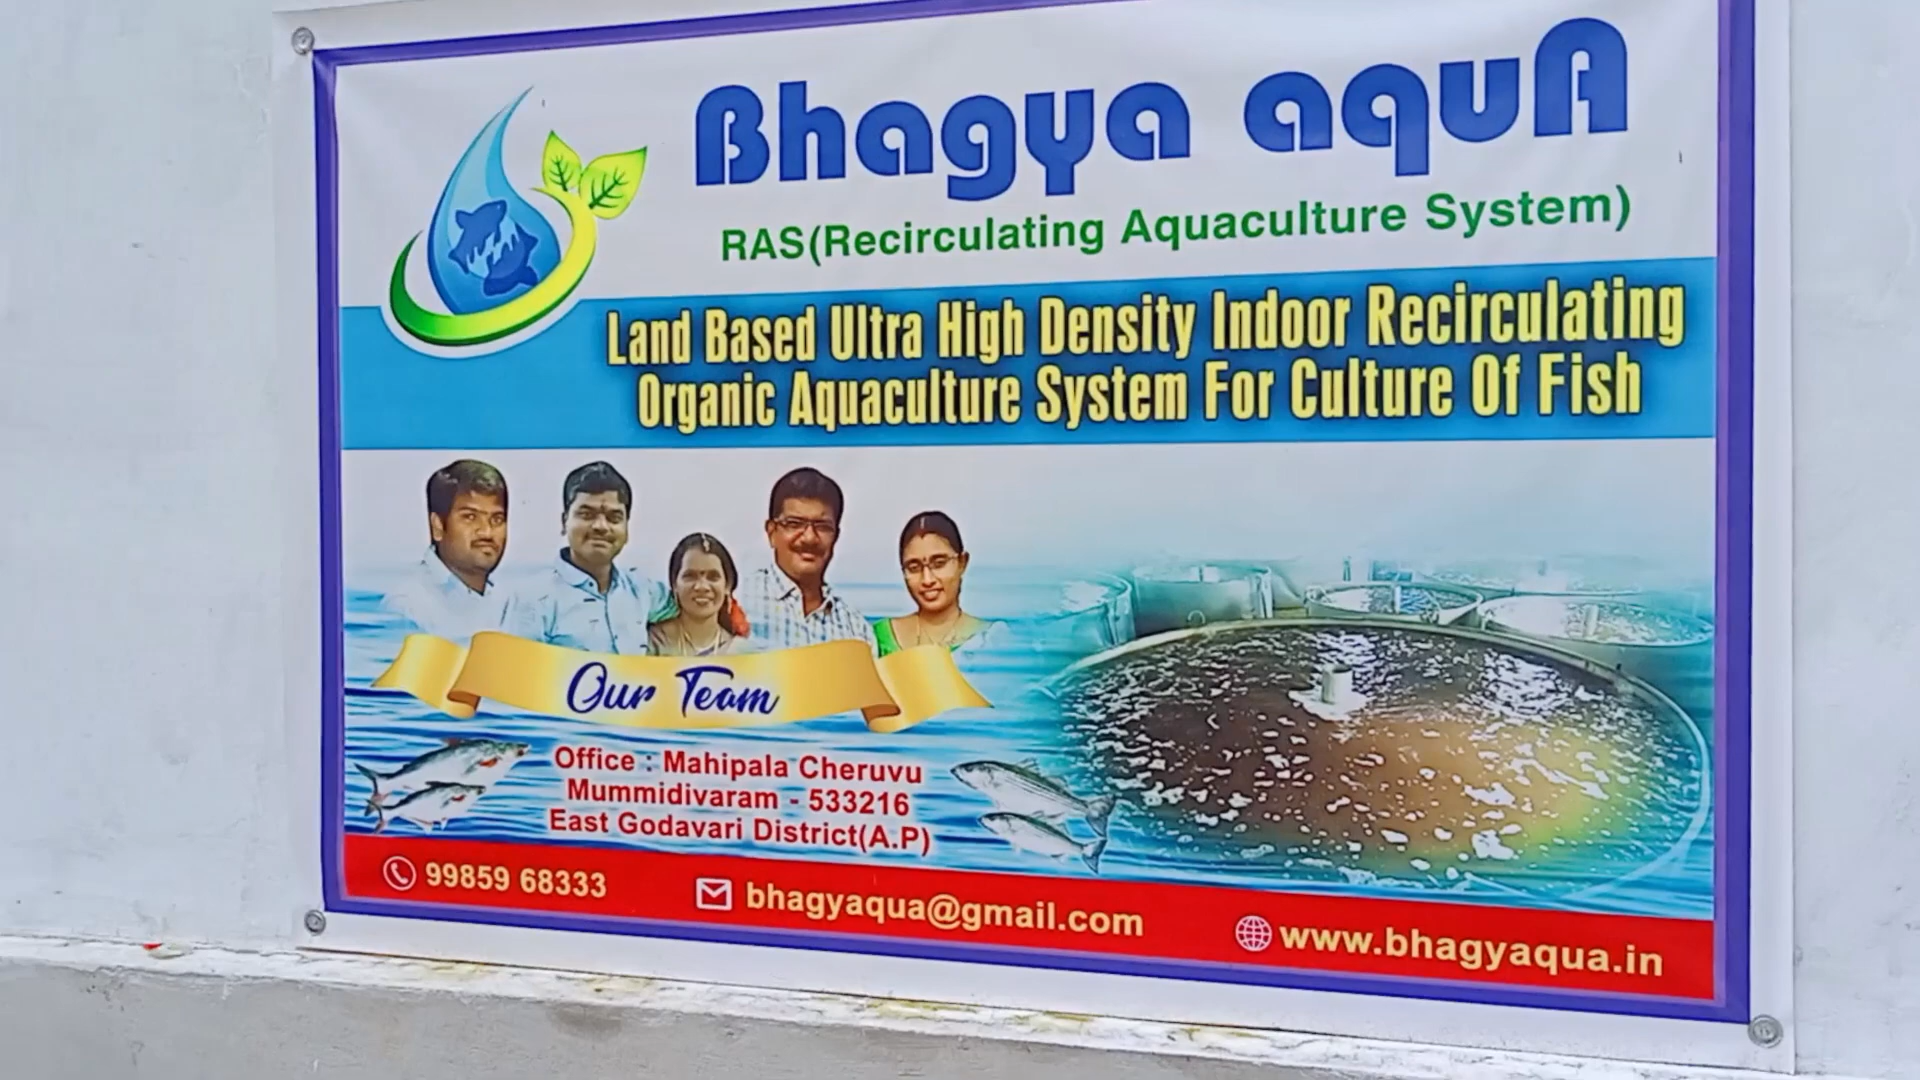 Bhagya aquA
RAS(Recirculating Aquaculture System)
Land Based Ultra High Density Indoor Recirculating
Organic Aquaculture System For Culture Of Fish
Our Team
Office : Mahipala Cheruvu
Mummidivaram - 533216
East Godavari District(A.P)
99859 68333
bhagyaqua@gmail.com
www.bhagyaqua.in